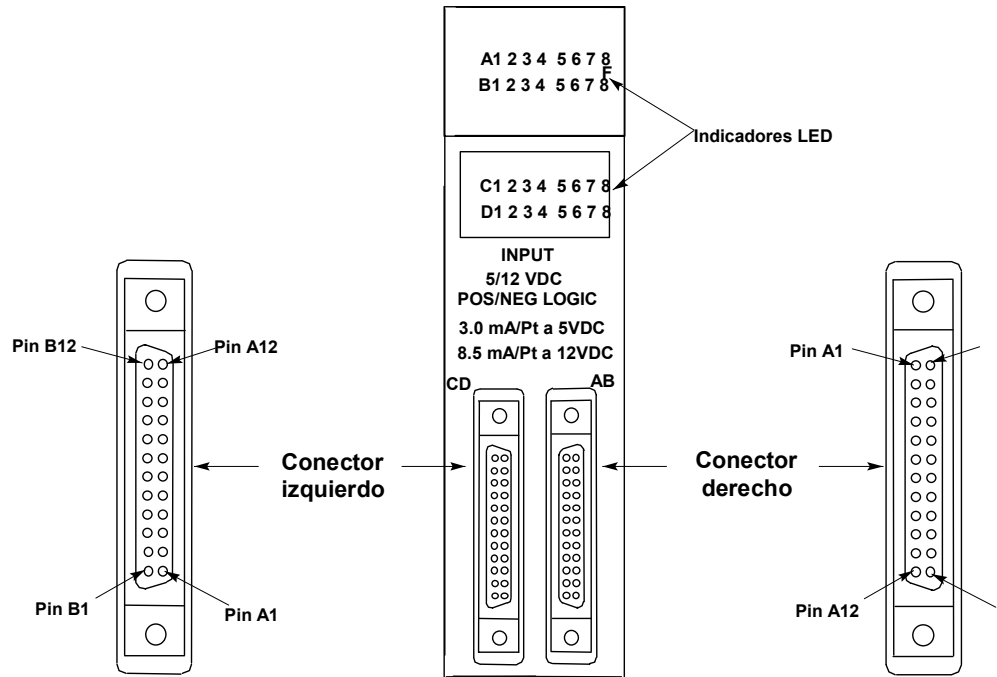 A1 2 3 4 5 6 7 8
F
B1 2 3 4 5 6 7 8
Indicadores LED
C1 2 3 4 5 6 7 8
D1 2 3 4 5 6 7 8
INPUT
5/12 VDC
POS/NEG LOGIC
3.0 mA/Pt a 5VDC
8.5 mA/Pt a 12VDC
CD
AB
Pin B12
Pin A12
Pin A1
Conector
izquierdo
Conector
derecho
Pin B1
Pin A1
Pin A12